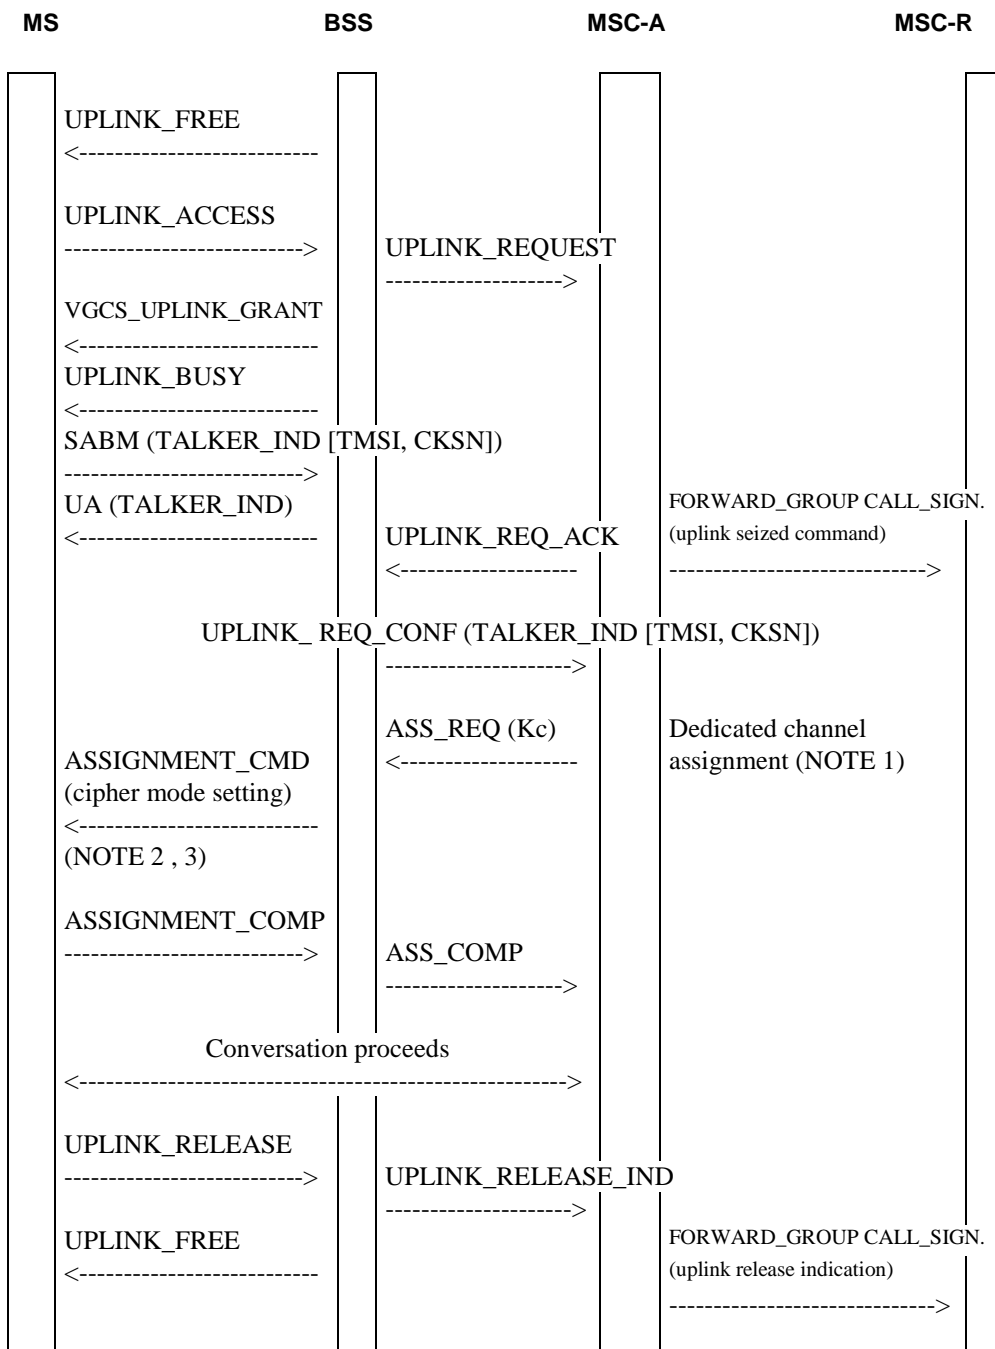 MS BSS MSC-A MSC-R
UPLINK_FREE
<---------------------------
UPLINK_ACCESS
--------------------------->
UPLINK_REQUEST
-------------------->
VGCS_UPLINK_GRANT
<---------------------------
UPLINK_BUSY
<---------------------------
SABM (TALKER_IND [TMSI, CKSN])
--------------------------->
UA (TALKER_IND)
<---------------------------
FORWARD_GROUP CALL_SIGN.
(uplink seized command)
UPLINK_REQ_ACK
<--------------------
----------------------------->
UPLINK_ REQ_CONF (TALKER_IND [TMSI, CKSN])
--------------------->
ASS_REQ (Kc)
<--------------------
Dedicated channel
assignment (NOTE 1)
ASSIGNMENT_CMD
(cipher mode setting)
<---------------------------
(NOTE 2 , 3)
ASSIGNMENT_COMP
--------------------------->
ASS_COMP
-------------------->
Conversation proceeds
<------------------------------------------------------->
UPLINK_RELEASE
--------------------------->
UPLINK_RELEASE_IND
--------------------->
UPLINK_FREE
<---------------------------
FORWARD_GROUP CALL_SIGN.
(uplink release indication)
------------------------------>